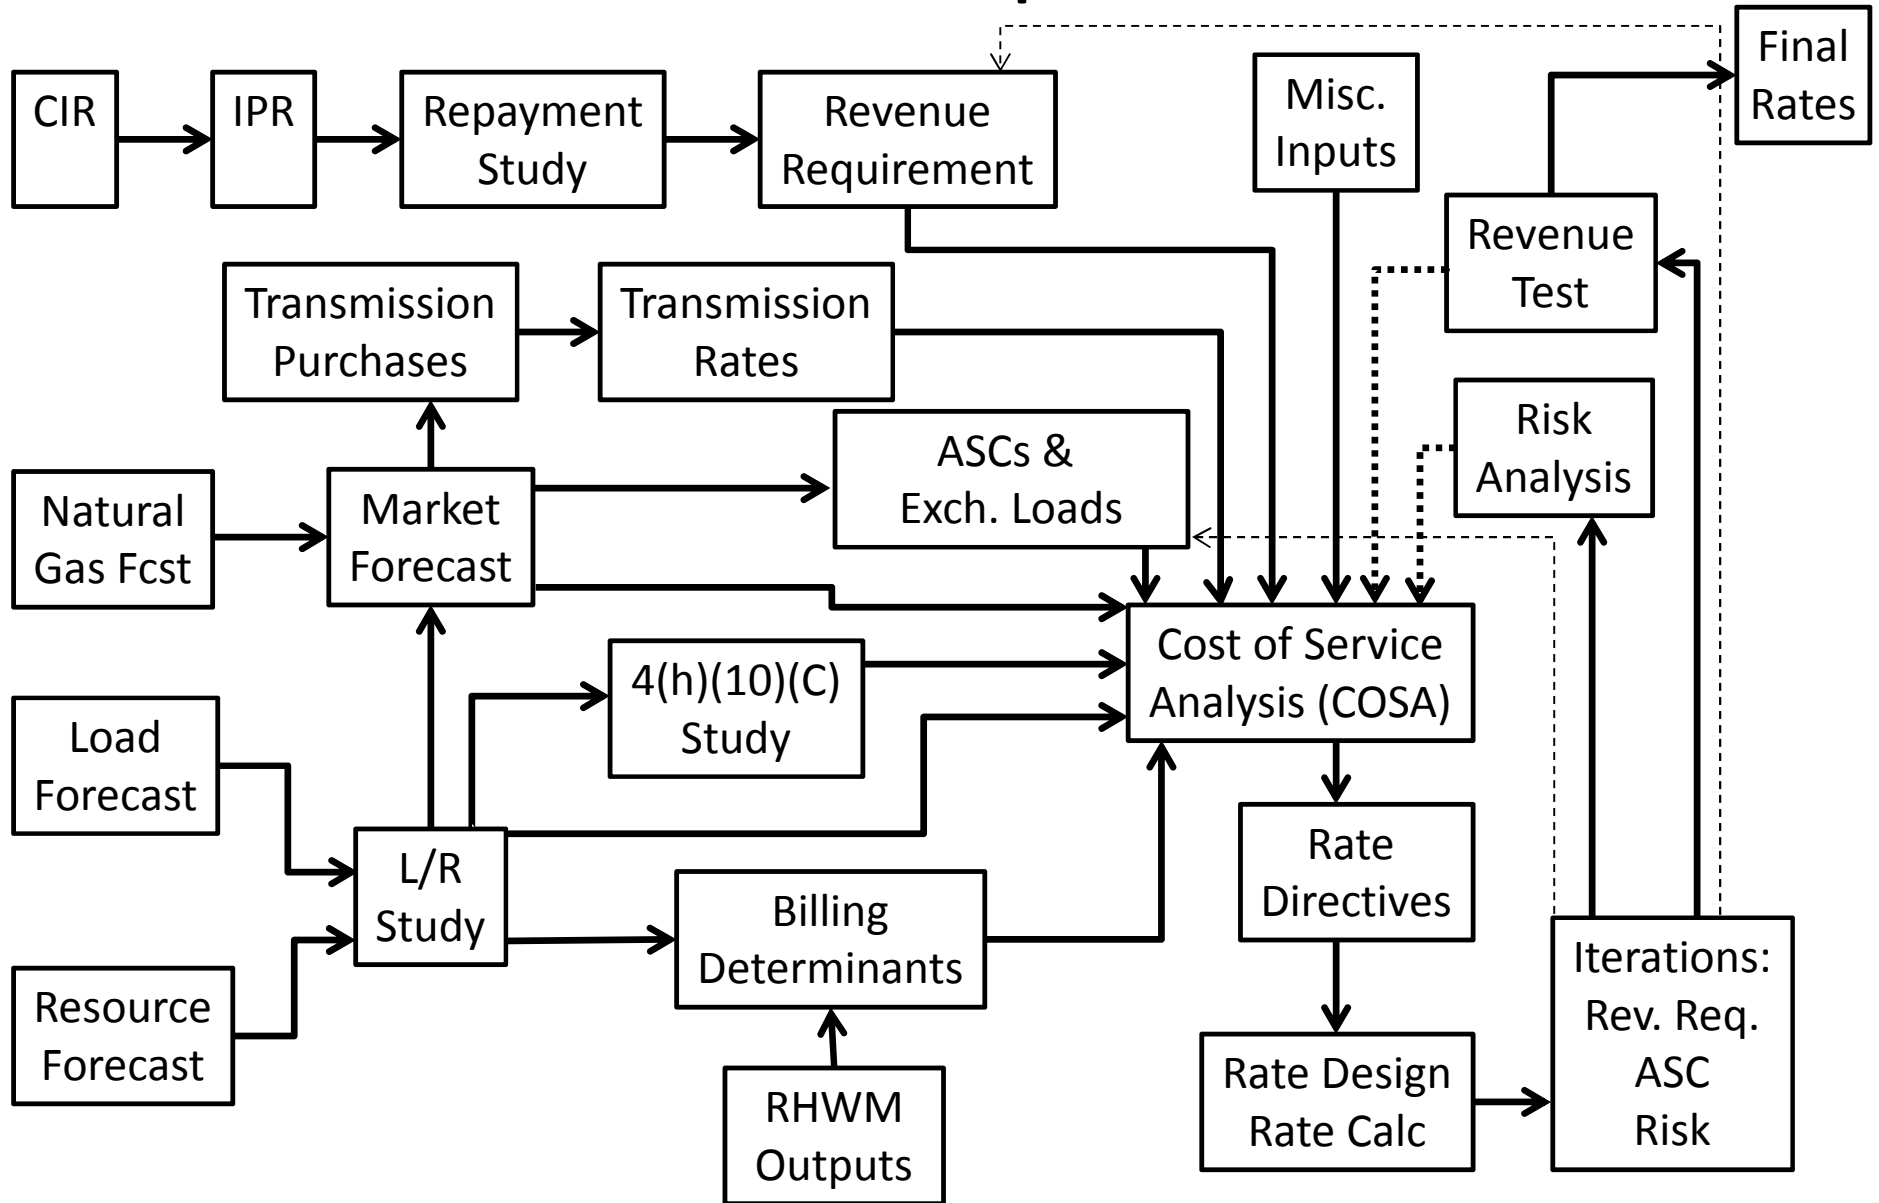 CIR
IPR
Repayment
Study
Revenue
Requirement
Misc.
Inputs
Final
Rates
Transmission
Purchases
Transmission
Rates
Revenue
Test
Natural
Gas Fcst
Market
Forecast
ASCs &
Exch. Loads
Risk
Analysis
Load
Forecast
4(h)(10)(C)
Study
Cost of Service
Analysis (COSA)
L/R
Study
Rate
Directives
Resource
Forecast
Billing
Determinants
RHWM
Outputs
Rate Design
Rate Calc
Iterations:
Rev. Req.
ASC
Risk